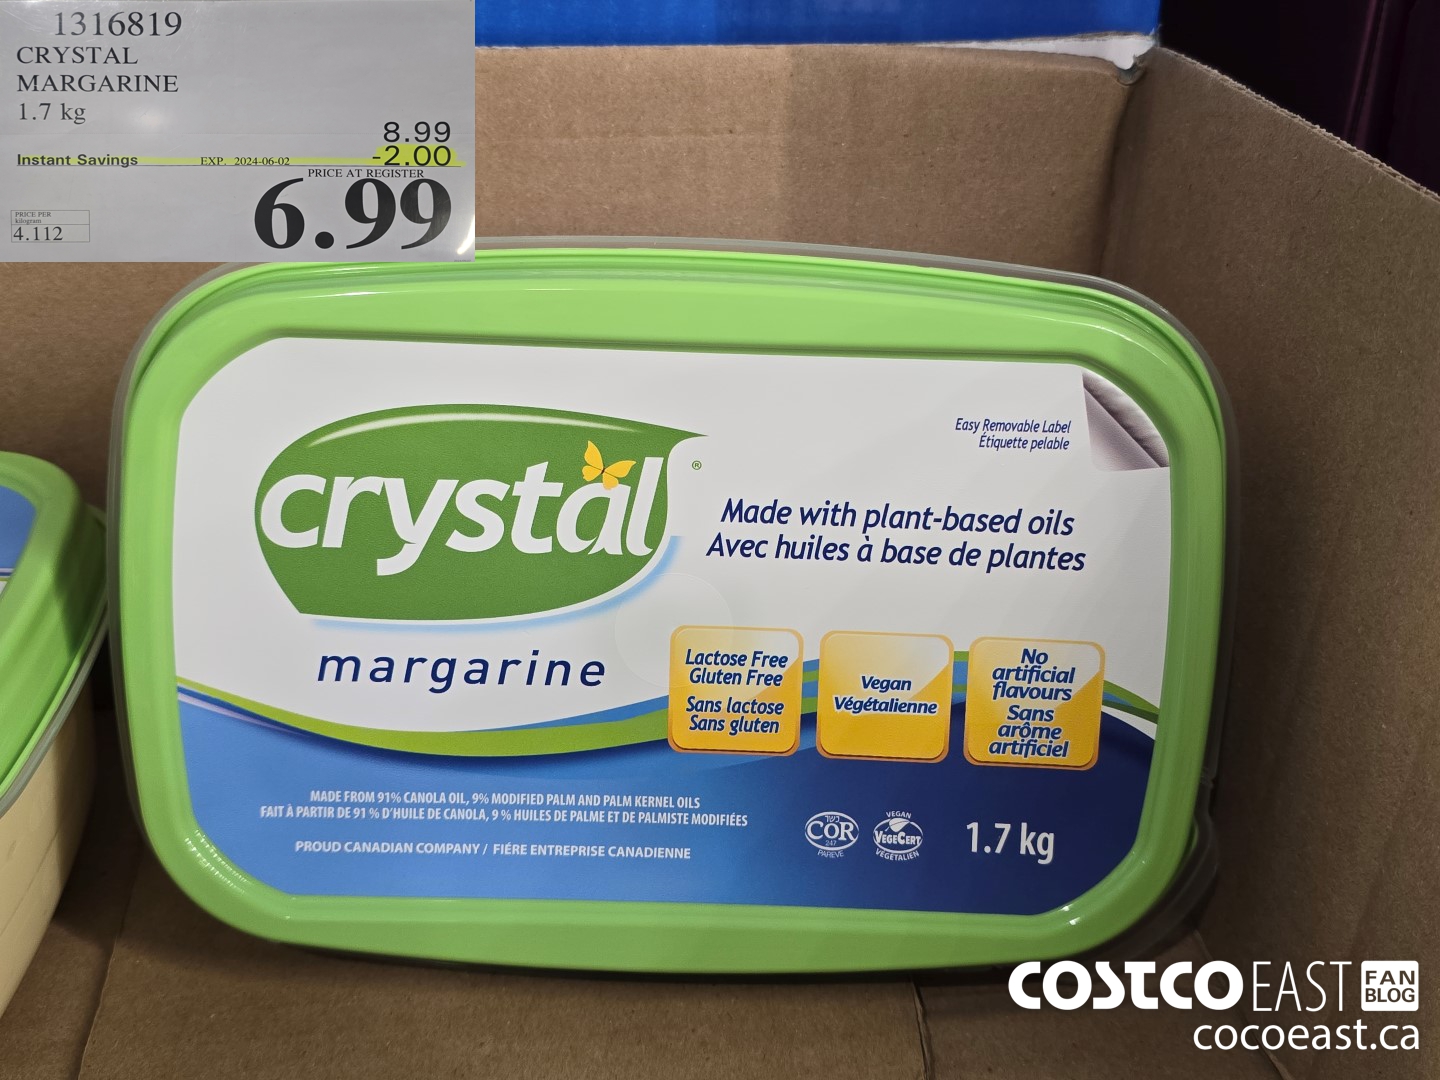 1316819
CRYSTAL
MARGARINE
1.7 kg
8.99
Instant Savings EXP. 2024-06-02 -2.00
PRICE AT REGISTER
6.99
PRICE PER
kilogram
4.112
Easy Removable Label
Étiquette pelable
crystal®
margarine
Made with plant-based oils
Avec huiles à base de plantes
Lactose Free
Gluten Free
Sans lactose
Sans gluten
Vegan
Végétalienne
No
artificial
flavours
Sans
arôme
artificiel
MADE FROM 91% CANOLA OIL, 9% MODIFIED PALM AND PALM KERNEL OILS
FAIT À PARTIR DE 91 % D'HUILE DE CANOLA, 9 % HUILES DE PALME ET DE PALMISTE MODIFIÉES
PROUD CANADIAN COMPANY / FIÉRE ENTREPRISE CANADIENNE
כשר
COR
247
PAREVE
VEGAN
VEGECERT
VÉGÉTALIEN
1.7 kg
COSTCO EAST FAN
BLOG
cocoeast.ca